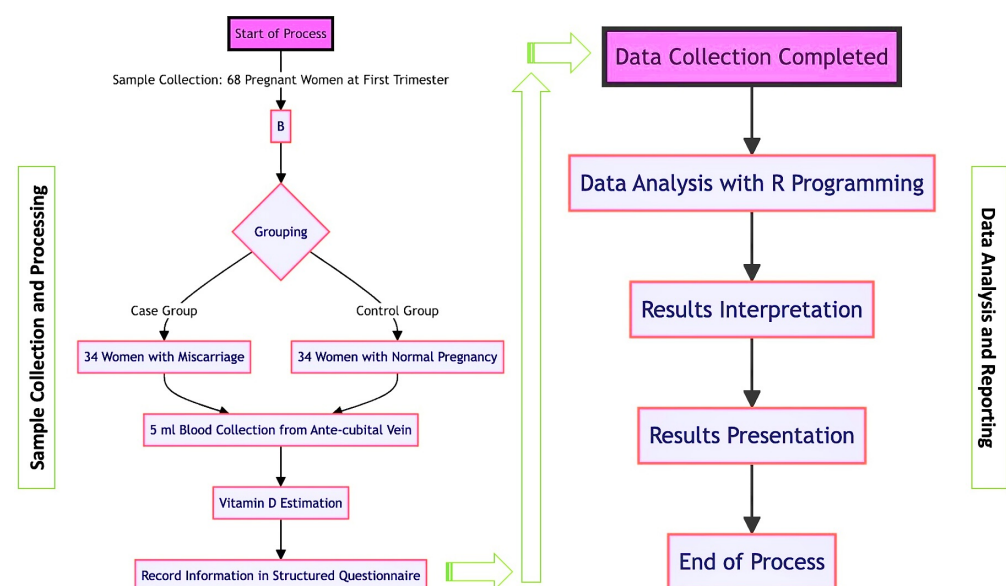 Sample Collection and Processing
Start of Process
Sample Collection: 68 Pregnant Women at First Trimester
B
Grouping
Case Group
Control Group
34 Women with Miscarriage
34 Women with Normal Pregnancy
5 ml Blood Collection from Ante-cubital Vein
Vitamin D Estimation
Record Information in Structured Questionnaire
Data Collection Completed
Data Analysis with R Programming
Results Interpretation
Results Presentation
End of Process
Data Analysis and Reporting